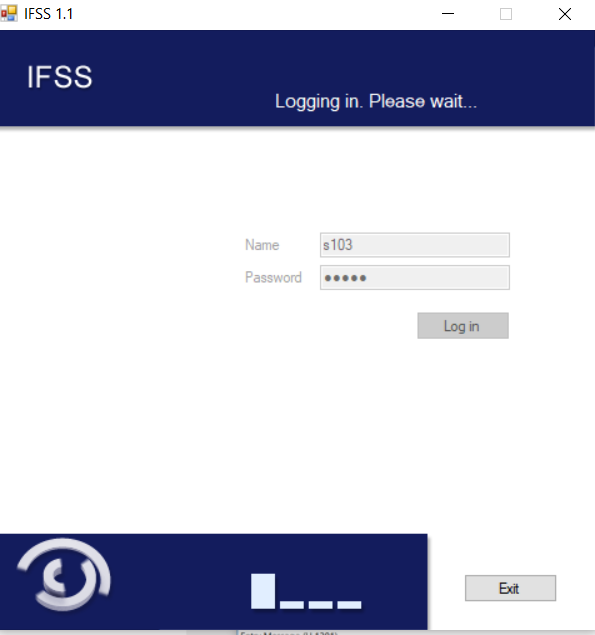 IFSS 1.1
IFSS
Logging in. Please wait...
Name s103
Password •••••
Log in
Exit